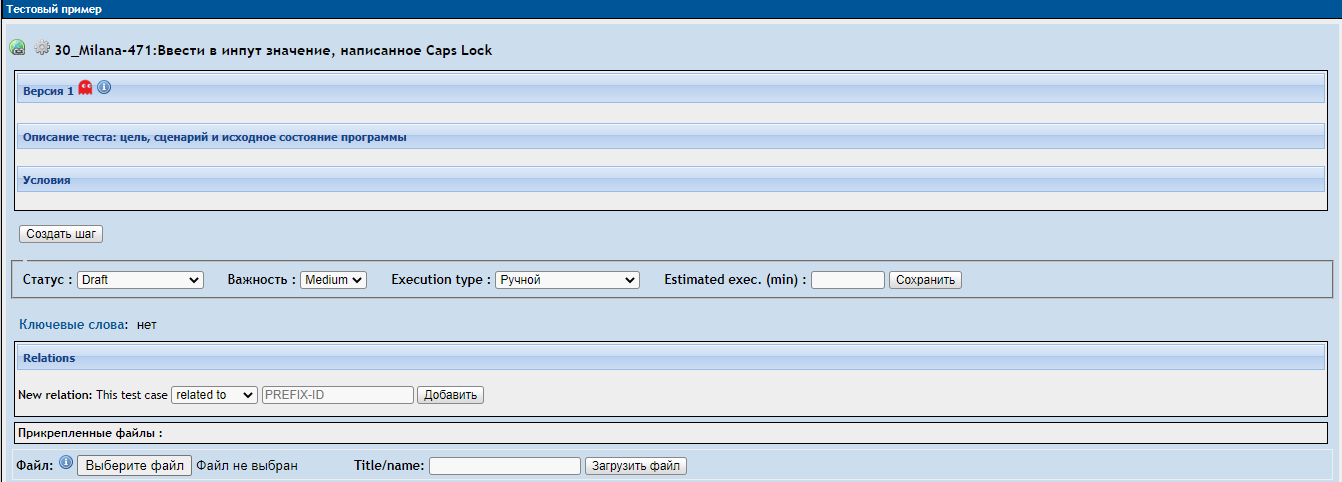 Тестовый пример
30_Milana-471:Ввести в инпут значение, написанное Caps Lock
Версия 1
Описание теста: цель, сценарий и исходное состояние программы
Условия
Создать шаг
Статус : Draft Важность : Medium Execution type : Ручной Estimated exec. (min) : Сохранить
Ключевые слова: нет
Relations
New relation: This test case related to PREFIX-ID Добавить
Прикрепленные файлы :
Файл: Выберите файл Файл не выбран Title/name: Загрузить файл